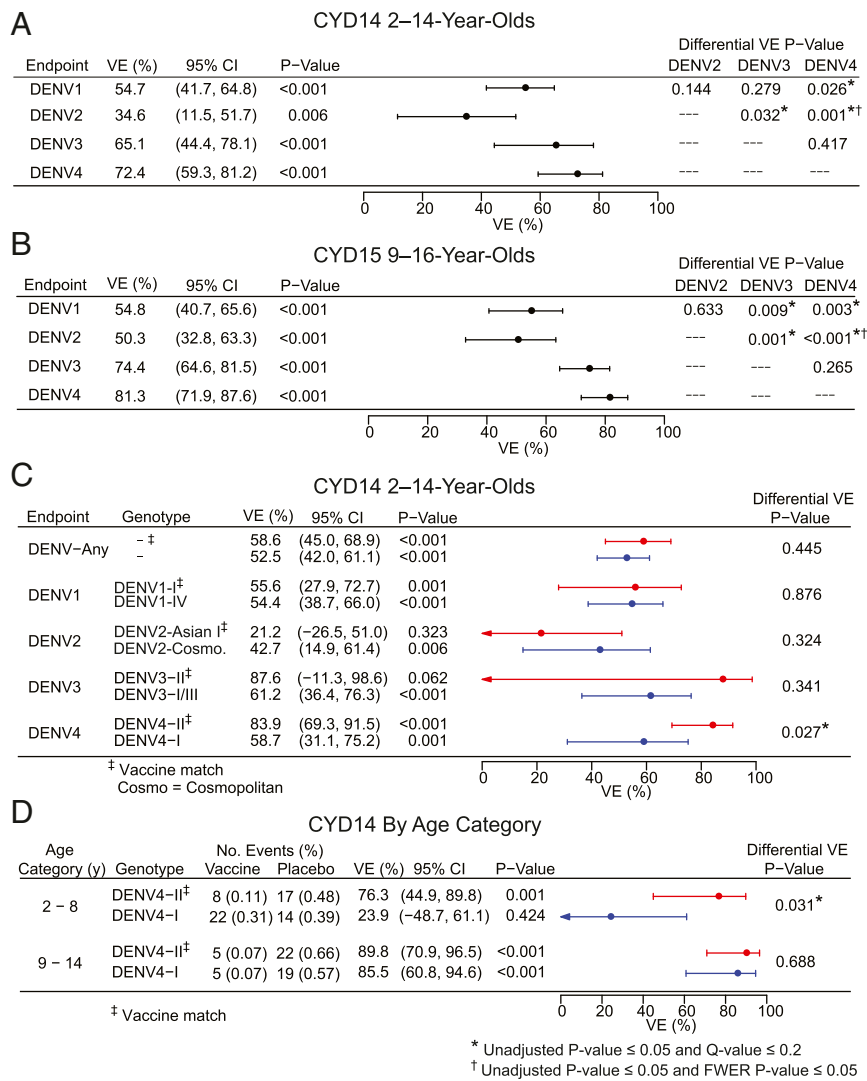 A
CYD14 2–14-Year-Olds
Differential VE P−Value
Endpoint VE (%) 95% CI P−Value DENV2 DENV3 DENV4
DENV1 54.7 (41.7, 64.8) <0.001 0.144 0.279 0.026*
DENV2 34.6 (11.5, 51.7) 0.006 --- 0.032* 0.001*†
DENV3 65.1 (44.4, 78.1) <0.001 --- --- 0.417
DENV4 72.4 (59.3, 81.2) <0.001 --- --- ---
0 20 40 60 80 100
VE (%)
B
CYD15 9–16-Year-Olds
Differential VE P−Value
Endpoint VE (%) 95% CI P−Value DENV2 DENV3 DENV4
DENV1 54.8 (40.7, 65.6) <0.001 0.633 0.009* 0.003*
DENV2 50.3 (32.8, 63.3) <0.001 --- 0.001* <0.001*†
DENV3 74.4 (64.6, 81.5) <0.001 --- --- 0.265
DENV4 81.3 (71.9, 87.6) <0.001 --- --- ---
0 20 40 60 80 100
VE (%)
C
CYD14 2–14-Year-Olds
Differential VE
Endpoint Genotype VE (%) 95% CI P−Value P−Value
DENV−Any − ‡ 58.6 (45.0, 68.9) <0.001 0.445
− 52.5 (42.0, 61.1) <0.001
DENV1 DENV1-I‡ 55.6 (27.9, 72.7) 0.001 0.876
DENV1-IV 54.4 (38.7, 66.0) <0.001
DENV2 DENV2-Asian I‡ 21.2 (−26.5, 51.0) 0.323 0.324
DENV2-Cosmo. 42.7 (14.9, 61.4) 0.006
DENV3 DENV3−II‡ 87.6 (−11.3, 98.6) 0.062 0.341
DENV3−I/III 61.2 (36.4, 76.3) <0.001
DENV4 DENV4−II‡ 83.9 (69.3, 91.5) <0.001 0.027*
DENV4−I 58.7 (31.1, 75.2) 0.001
‡ Vaccine match
Cosmo = Cosmopolitan
0 20 40 60 80 100
VE (%)
D
CYD14 By Age Category
Age No. Events (%) Differential VE
Category (y) Genotype Vaccine Placebo VE (%) 95% CI P−Value P−Value
2 − 8 DENV4−II‡ 8 (0.11) 17 (0.48) 76.3 (44.9, 89.8) 0.001 0.031*
DENV4−I 22 (0.31) 14 (0.39) 23.9 (−48.7, 61.1) 0.424
9 − 14 DENV4−II‡ 5 (0.07) 22 (0.66) 89.8 (70.9, 96.5) <0.001 0.688
DENV4−I 5 (0.07) 19 (0.57) 85.5 (60.8, 94.6) <0.001
‡ Vaccine match
0 20 40 60 80 100
VE (%)
* Unadjusted P-value ≤ 0.05 and Q-value ≤ 0.2
† Unadjusted P-value ≤ 0.05 and FWER P-value ≤ 0.05